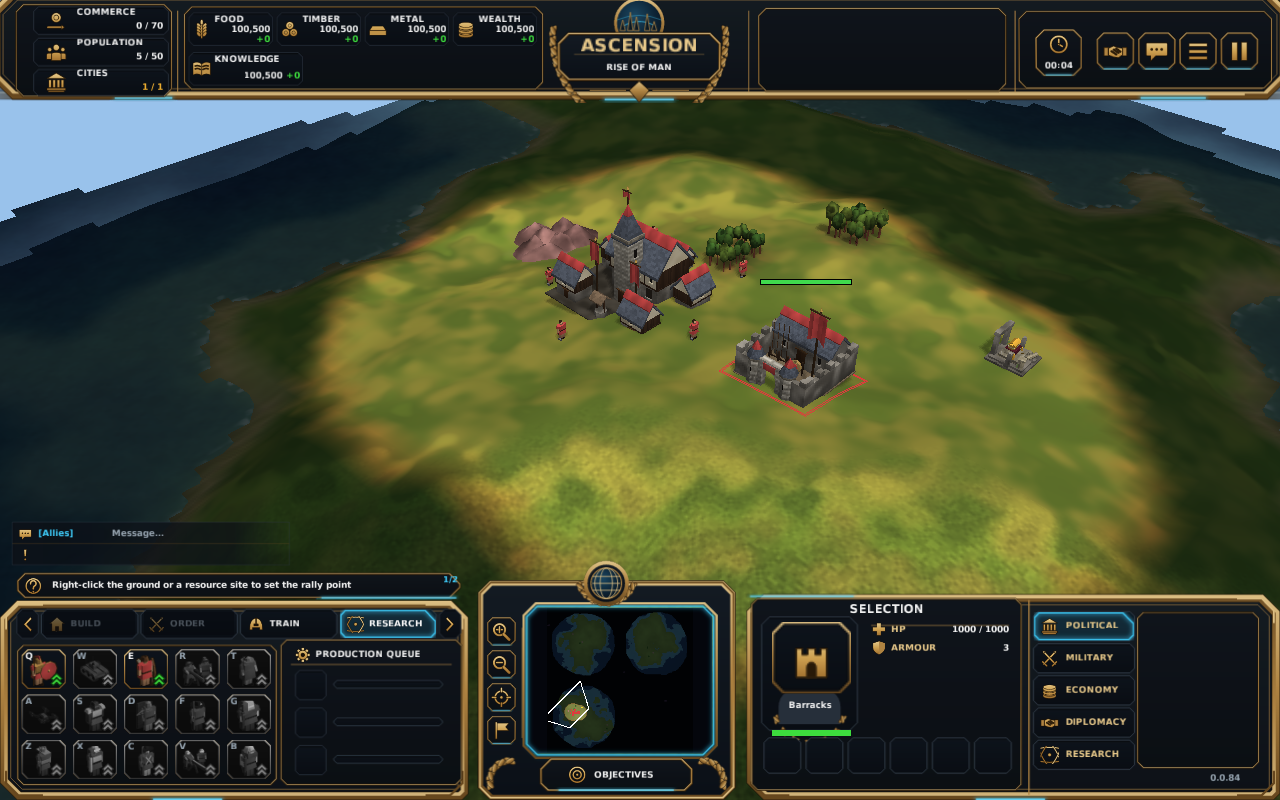 COMMERCE
0 / 70
POPULATION
5 / 50
CITIES
1 / 1
FOOD
100,500
+0
TIMBER
100,500
+0
METAL
100,500
+0
WEALTH
100,500
+0
KNOWLEDGE
100,500 +0
ASCENSION
RISE OF MAN
00:04
[Allies] Message...
!
Right-click the ground or a resource site to set the rally point
1/2
BUILD
ORDER
TRAIN
RESEARCH
Q W E R T
A S D F G
Z X C V B
PRODUCTION QUEUE
OBJECTIVES
SELECTION
HP 1000 / 1000
ARMOUR 3
Barracks
POLITICAL
MILITARY
ECONOMY
DIPLOMACY
RESEARCH
0.0.84